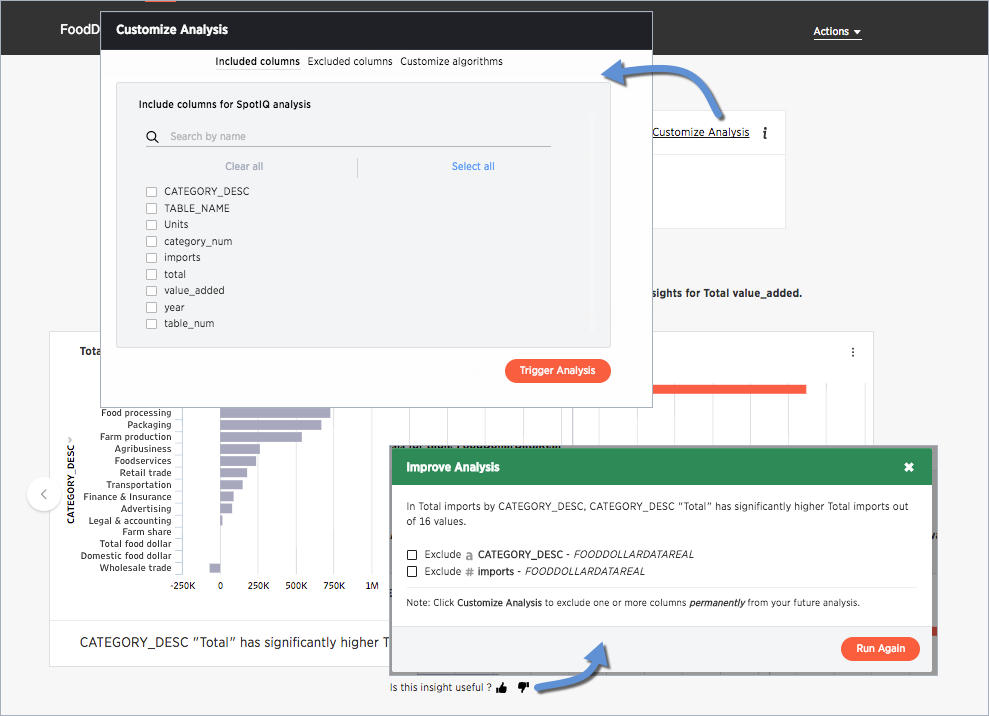 FoodD
Customize Analysis
Actions
Included columns Excluded columns Customize algorithms
Include columns for SpotIQ analysis
Search by name
Clear all Select all
CATEGORY_DESC
TABLE_NAME
Units
category_num
imports
total
value_added
year
table_num
Trigger Analysis
Customize Analysis i
sights for Total value_added.
Tota
CATEGORY_DESC
Food processing
Packaging
Farm production
Agribusiness
Foodservices
Retail trade
Transportation
Finance & Insurance
Advertising
Legal & accounting
Farm share
Total food dollar
Domestic food dollar
Wholesale trade
-250K 0 250K 500K 750K 1M
CATEGORY_DESC "Total" has significantly higher T
Improve Analysis
In Total imports by CATEGORY_DESC, CATEGORY_DESC "Total" has significantly higher Total imports out
of 16 values.
Exclude a CATEGORY_DESC - FOODDOLLARDATAREAL
Exclude # imports - FOODDOLLARDATAREAL
Note: Click Customize Analysis to exclude one or more columns permanently from your future analysis.
Run Again
Is this insight useful ?